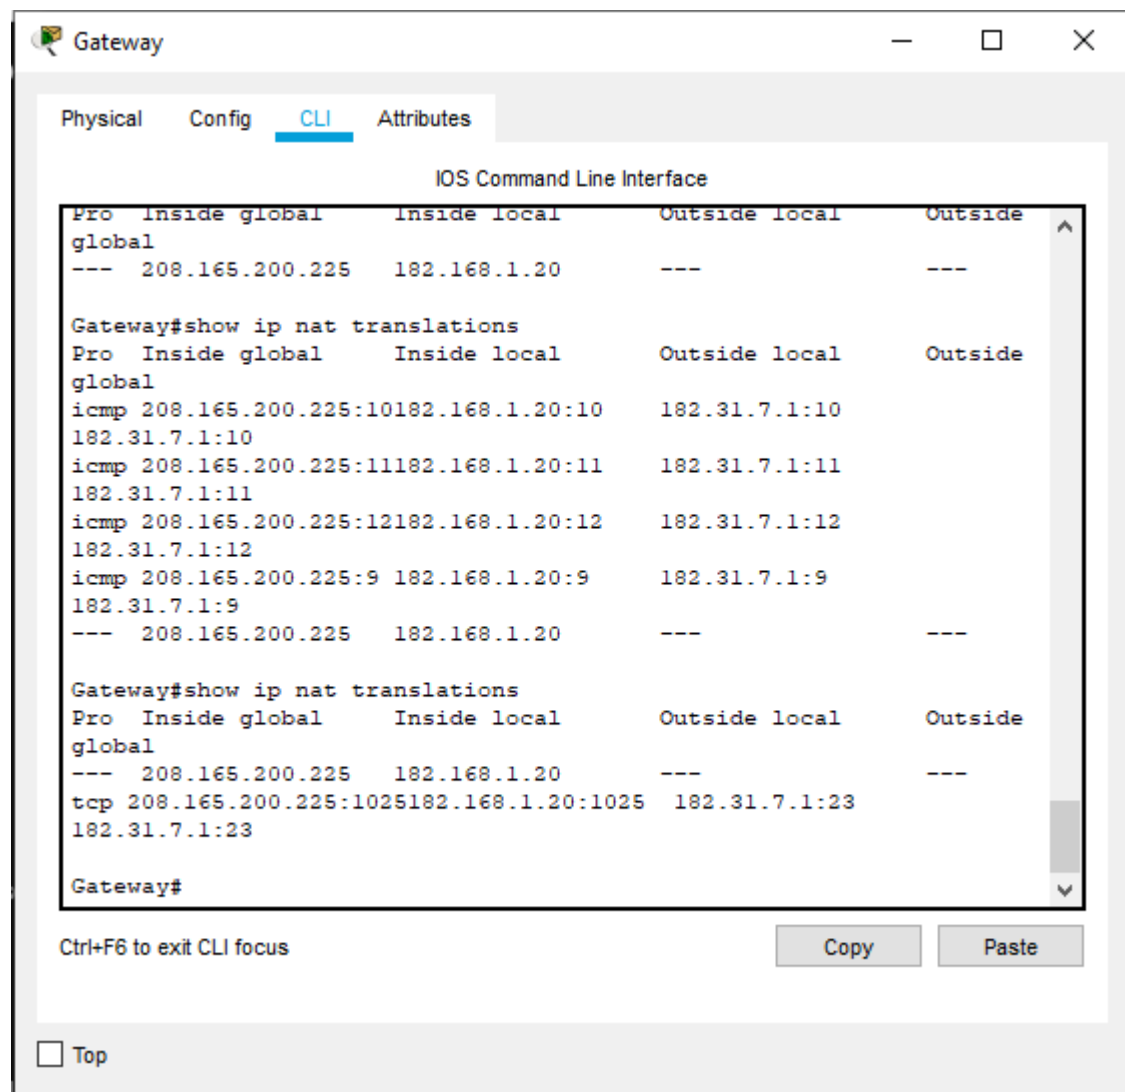 Gateway
Physical Config CLI Attributes
IOS Command Line Interface
Pro  Inside global     Inside local       Outside local      Outside
global
---  208.165.200.225   182.168.1.20       ---                ---
Gateway#show ip nat translations
Pro  Inside global     Inside local       Outside local      Outside
global
icmp 208.165.200.225:10182.168.1.20:10    182.31.7.1:10
182.31.7.1:10
icmp 208.165.200.225:11182.168.1.20:11    182.31.7.1:11
182.31.7.1:11
icmp 208.165.200.225:12182.168.1.20:12    182.31.7.1:12
182.31.7.1:12
icmp 208.165.200.225:9 182.168.1.20:9     182.31.7.1:9
182.31.7.1:9
---  208.165.200.225   182.168.1.20       ---                ---
Gateway#show ip nat translations
Pro  Inside global     Inside local       Outside local      Outside
global
---  208.165.200.225   182.168.1.20       ---                ---
tcp 208.165.200.225:1025182.168.1.20:1025  182.31.7.1:23
182.31.7.1:23
Gateway#
Ctrl+F6 to exit CLI focus
Copy Paste
Top